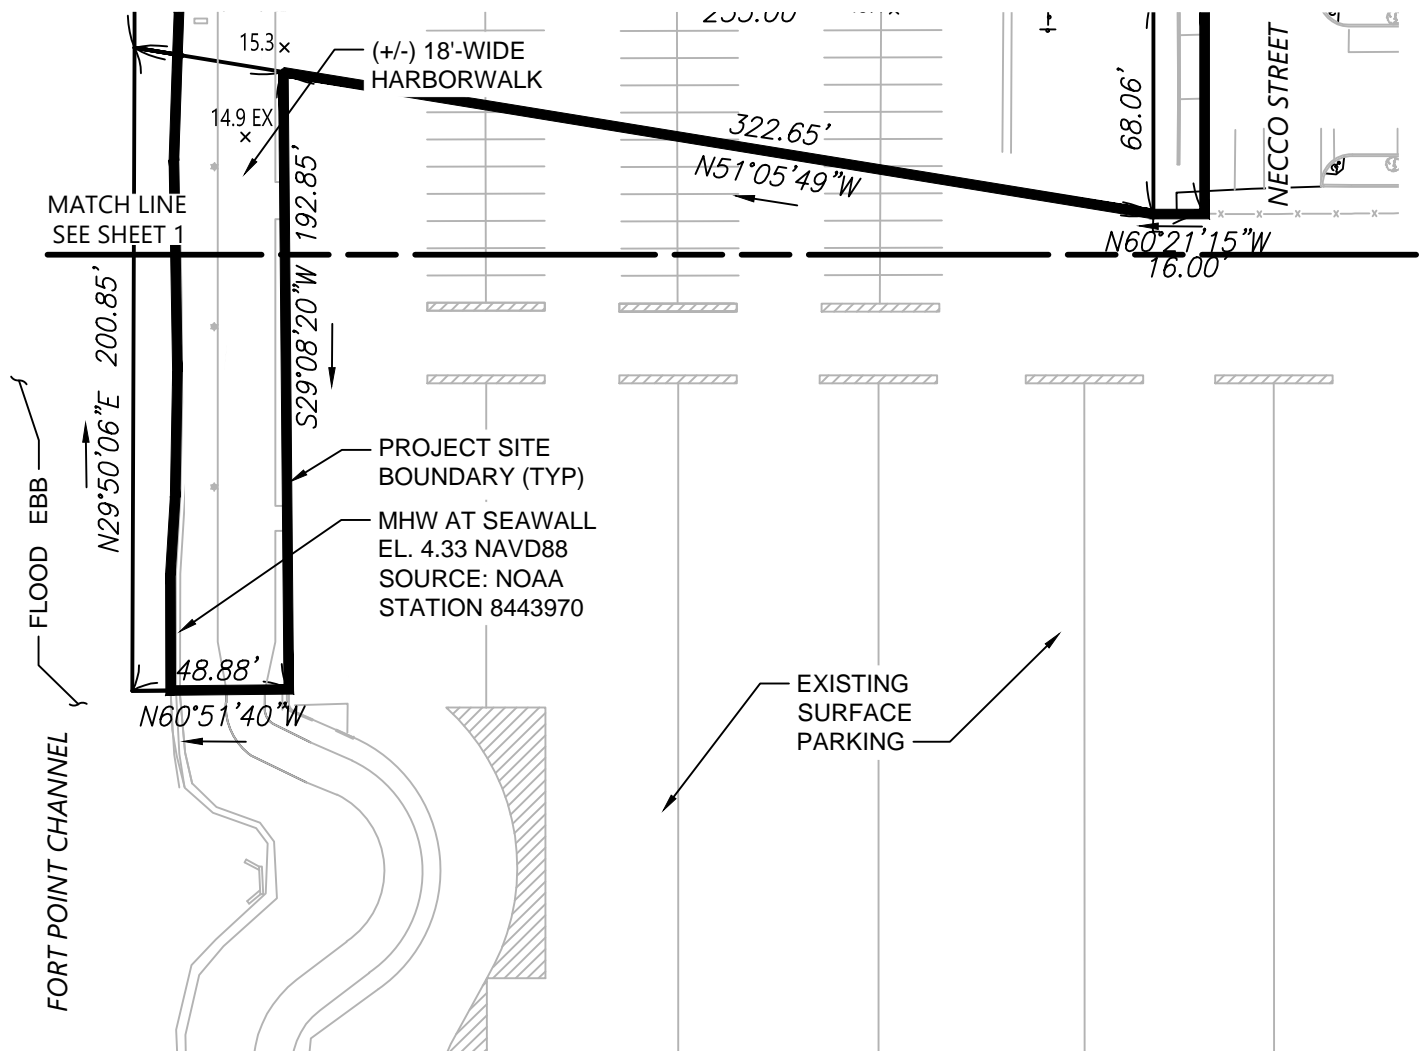 255.00
15.3
(+/-) 18'-WIDE
HARBORWALK
14.9 EX
322.65'
N51°05'49"W
68.06'
NECCO STREET
192.85'
S29°08'20"W
MATCH LINE
SEE SHEET 1
N60°21'15"W
16.00'
N29°50'06"E 200.85'
FLOOD EBB
PROJECT SITE
BOUNDARY (TYP)
MHW AT SEAWALL
EL. 4.33 NAVD88
SOURCE: NOAA
STATION 8443970
48.88'
N60°51'40"W
EXISTING
SURFACE
PARKING
FORT POINT CHANNEL